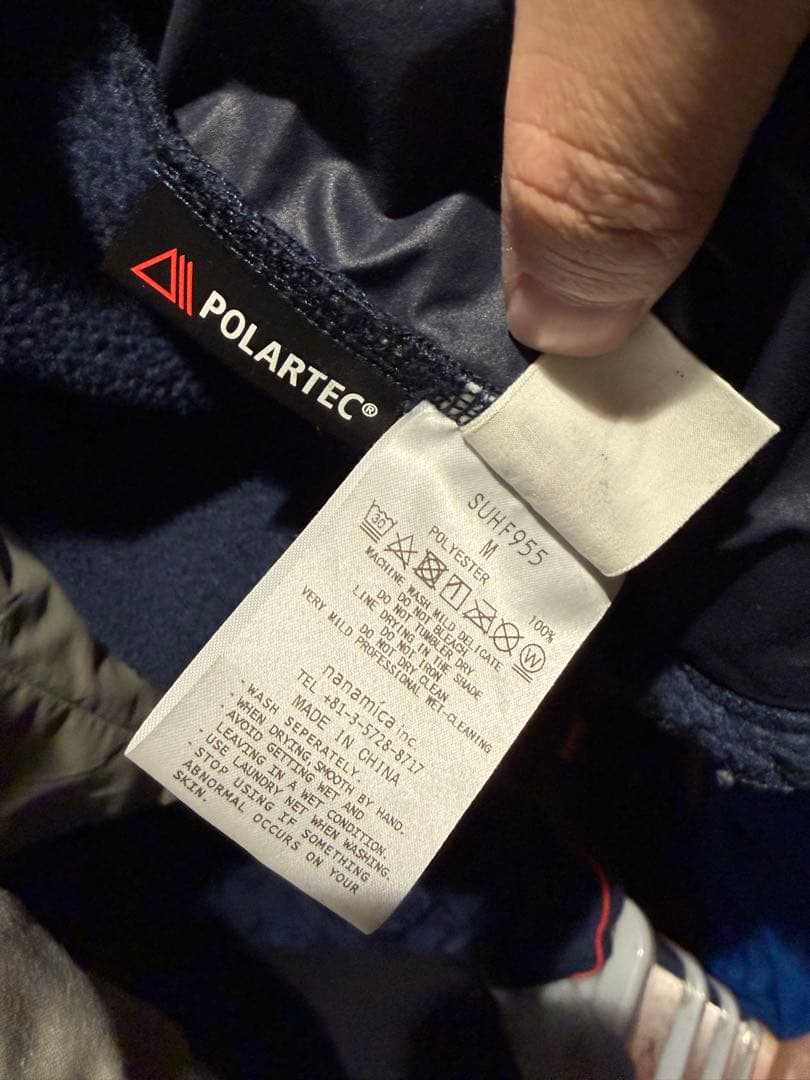 POLARTEC®
SUHF955
M
POLYESTER 100%
30
W
MACHINE WASH MILD DELICATE
DO NOT BLEACH
DO NOT TUMBLER DRY
LINE DRYING IN THE SHADE
DO NOT IRON
DO NOT DRY CLEAN
VERY MILD PROFESSIONAL WET-CLEANING
nanamica inc.
TEL +81-3-5728-8717
MADE IN CHINA
・WASH SEPERATELY.
・WHEN DRYING,SMOOTH BY HAND.
・AVOID GETTING WET AND
LEAVING IN A WET CONDITION.
・USE LAUNDRY NET WHEN WASHING.
・STOP USING IF SOMETHING
ABNORMAL OCCURS ON YOUR
SKIN.